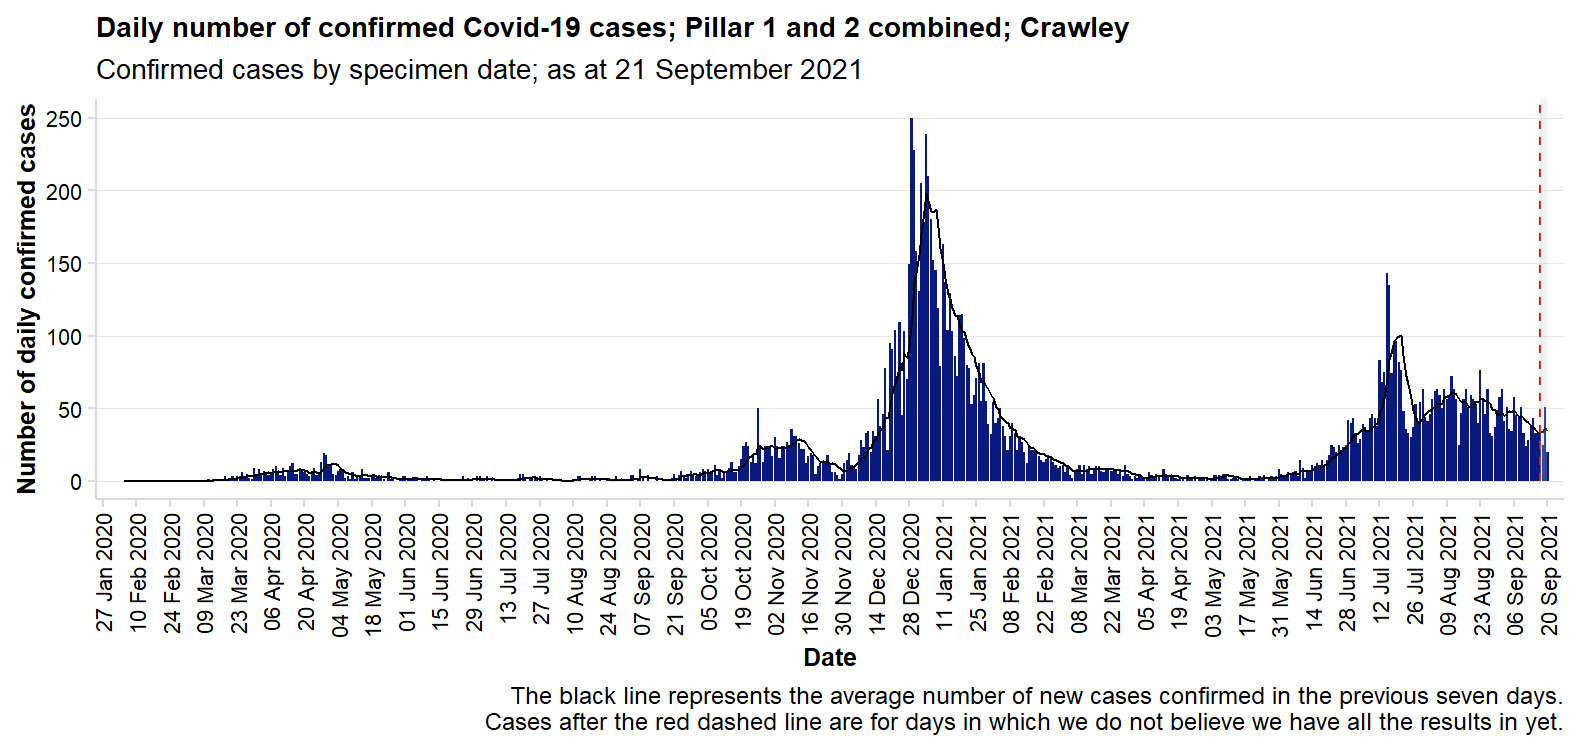 Daily number of confirmed Covid-19 cases; Pillar 1 and 2 combined; Crawley
Confirmed cases by specimen date; as at 21 September 2021
Number of daily confirmed cases
250
200
150
100
50
0
27 Jan 2020
10 Feb 2020
24 Feb 2020
09 Mar 2020
23 Mar 2020
06 Apr 2020
20 Apr 2020
04 May 2020
18 May 2020
01 Jun 2020
15 Jun 2020
29 Jun 2020
13 Jul 2020
27 Jul 2020
10 Aug 2020
24 Aug 2020
07 Sep 2020
21 Sep 2020
05 Oct 2020
19 Oct 2020
02 Nov 2020
16 Nov 2020
30 Nov 2020
14 Dec 2020
28 Dec 2020
11 Jan 2021
25 Jan 2021
08 Feb 2021
22 Feb 2021
08 Mar 2021
22 Mar 2021
05 Apr 2021
19 Apr 2021
03 May 2021
17 May 2021
31 May 2021
14 Jun 2021
28 Jun 2021
12 Jul 2021
26 Jul 2021
09 Aug 2021
23 Aug 2021
06 Sep 2021
20 Sep 2021
Date
The black line represents the average number of new cases confirmed in the previous seven days.
Cases after the red dashed line are for days in which we do not believe we have all the results in yet.